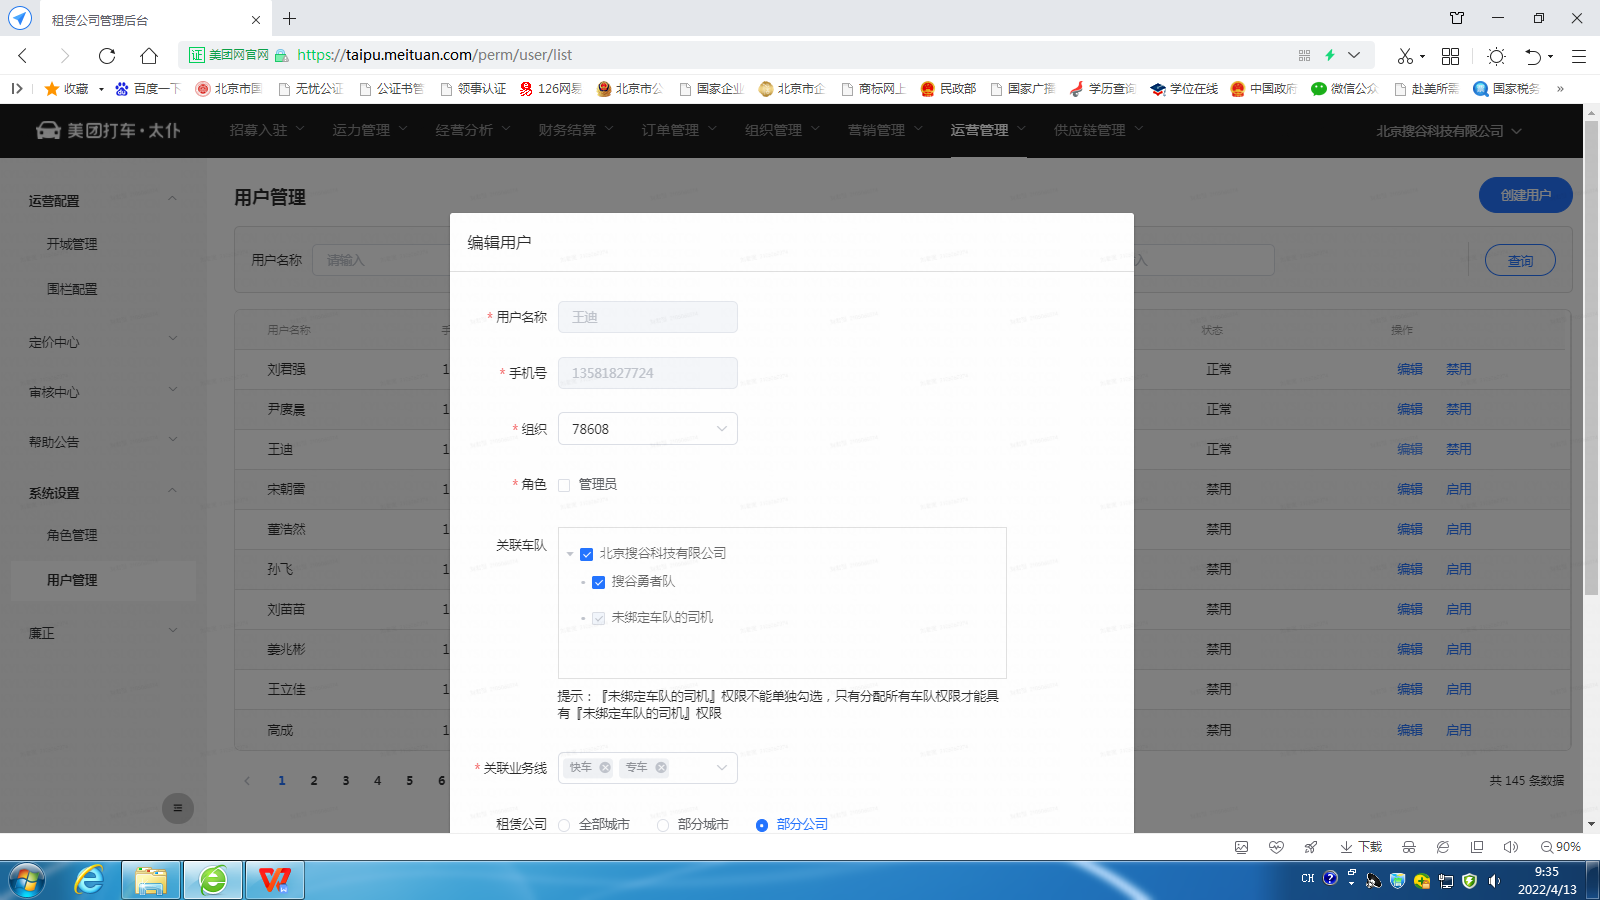 租赁公司管理后台
证 美团网官网 https://taipu.meituan.com/perm/user/list
收藏 百度一下 北京市国 无忧公证 公证书管 领事认证 126网易 北京市公 国家企业 北京市企 商标网上 民政部 国家广播 学历查询 学位在线 中国政府 微信公众 赴美所需 国家税务 »
美团打车·太仆 招募入驻 运力管理 经营分析 财务结算 订单管理 组织管理 营销管理 运营管理 供应链管理 北京搜谷科技有限公司
运营配置
开城管理
围栏配置
定价中心
审核中心
帮助公告
系统设置
角色管理
用户管理
廉正
用户管理 创建用户
用户名称 请输入 入 查询
用户名称 手 状态 操作
刘君强 1 正常 编辑 禁用
尹赓晨 1 正常 编辑 禁用
王迪 1 正常 编辑 禁用
宋朝雷 1 禁用 编辑 启用
董浩然 1 禁用 编辑 启用
孙飞 1 禁用 编辑 启用
刘苗苗 1 禁用 编辑 启用
姜兆彬 1 禁用 编辑 启用
王立佳 1 禁用 编辑 启用
高成 1 禁用 编辑 启用
1 2 3 4 5 6 共 145 条数据
编辑用户
* 用户名称 王迪
* 手机号 13581827724
* 组织 78608
* 角色 管理员
关联车队
北京搜谷科技有限公司
搜谷勇者队
未绑定车队的司机
提示：『未绑定车队的司机』权限不能单独勾选，只有分配所有车队权限才能具
有『未绑定车队的司机』权限
* 关联业务线 快车 专车
租赁公司 全部城市 部分城市 部分公司
下载 90%
CH 9:35
2022/4/13